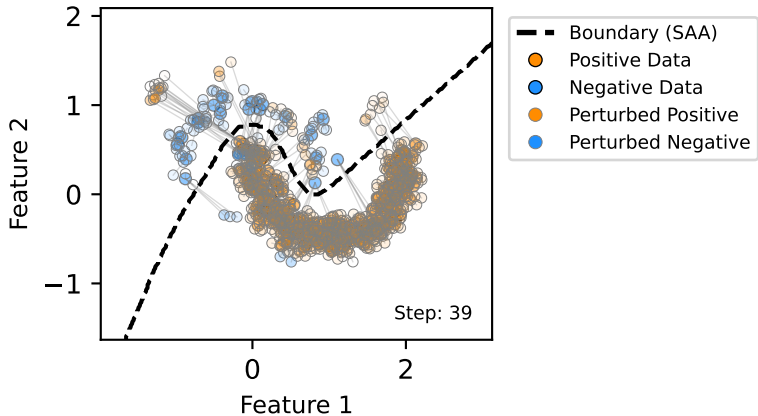 Boundary (SAA)
Positive Data
Negative Data
Perturbed Positive
Perturbed Negative
2
1
0
−1
Feature 2
Step: 39
0
2
Feature 1